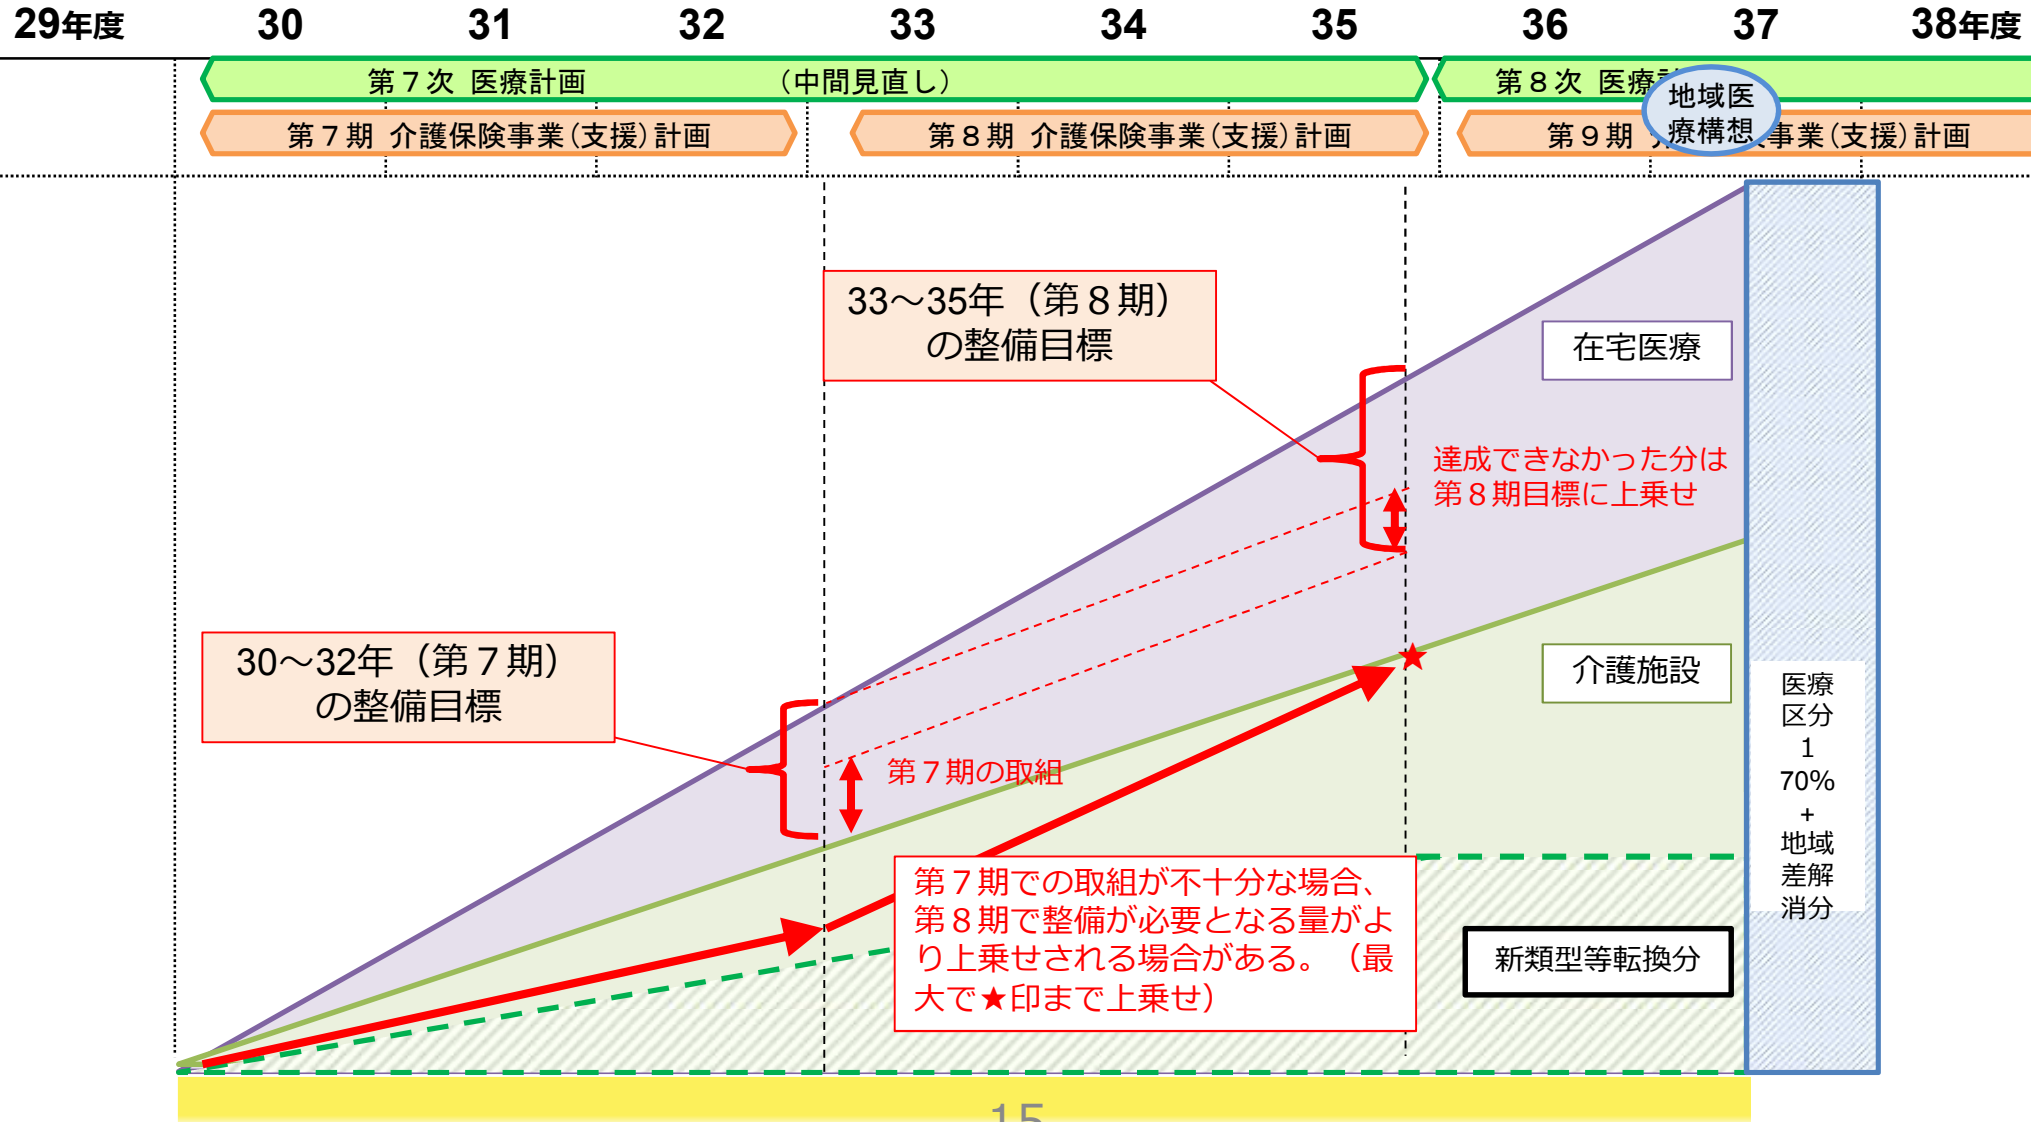 29年度 30 31 32 33 34 35 36 37 38年度
第７次 医療計画 （中間見直し）
第８次 医療
地域医
療構想
第７期 介護保険事業（支援）計画
第８期 介護保険事業（支援）計画
第９期 事業（支援）計画
33～35年（第８期）
の整備目標
在宅医療
達成できなかった分は
第８期目標に上乗せ
30～32年（第７期）
の整備目標
介護施設
第７期の取組
医療
区分
1
70%
+
地域
差解
消分
第７期での取組が不十分な場合、
第８期で整備が必要となる量がよ
り上乗せされる場合がある。（最
大で★印まで上乗せ）
新類型等転換分
15